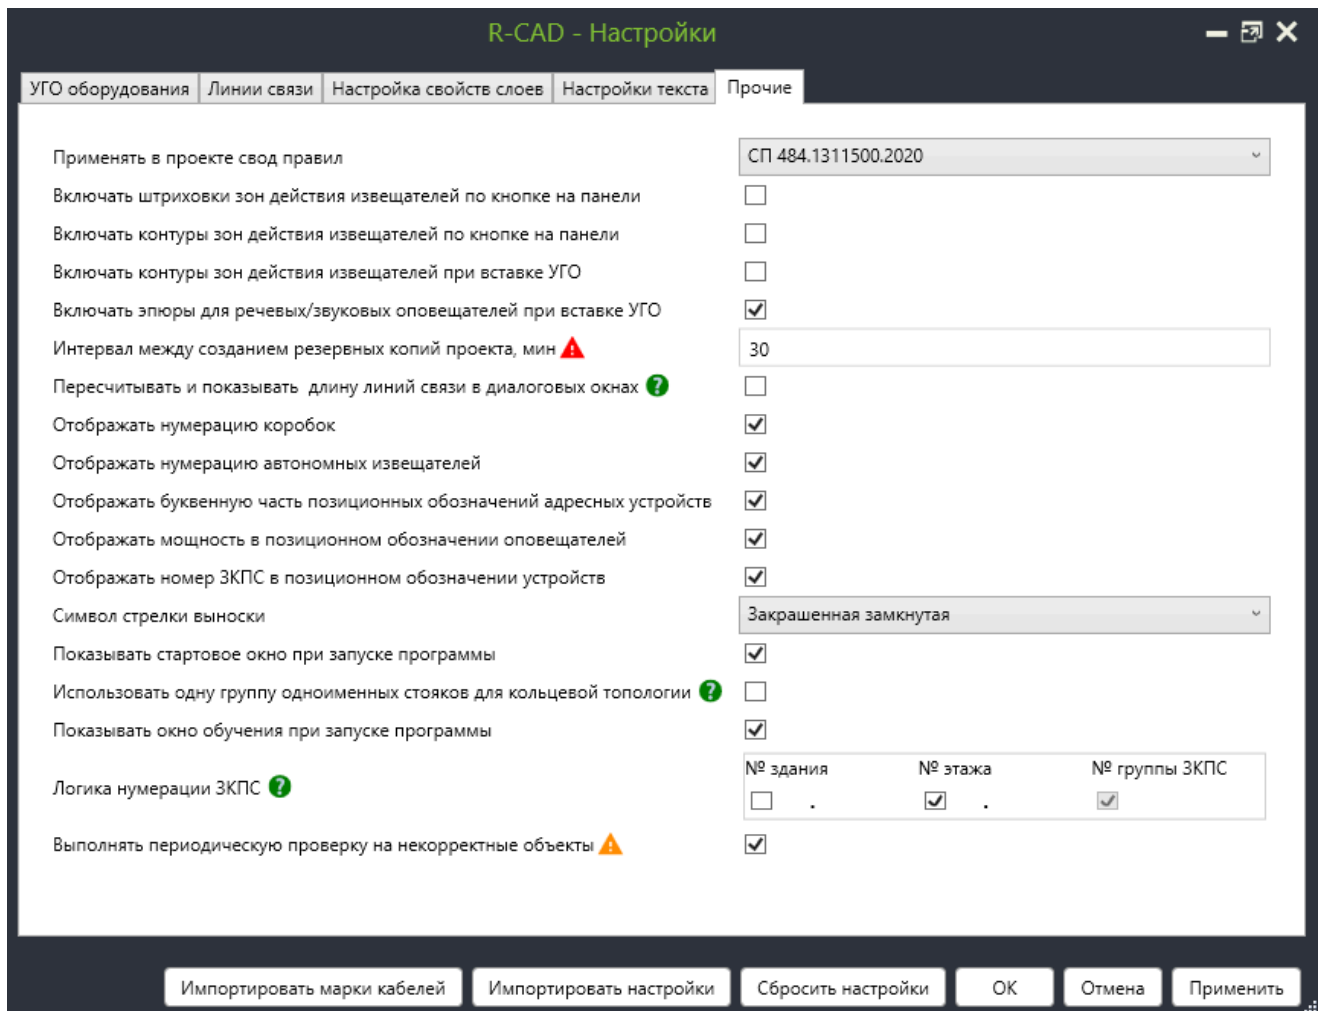 R-CAD - Настройки
УГО оборудования Линии связи Настройка свойств слоев Настройки текста Прочие
Применять в проекте свод правил СП 484.1311500.2020
Включать штриховки зон действия извещателей по кнопке на панели
Включать контуры зон действия извещателей по кнопке на панели
Включать контуры зон действия извещателей при вставке УГО
Включать эпюры для речевых/звуковых оповещателей при вставке УГО
Интервал между созданием резервных копий проекта, мин 30
Пересчитывать и показывать длину линий связи в диалоговых окнах ?
Отображать нумерацию коробок
Отображать нумерацию автономных извещателей
Отображать буквенную часть позиционных обозначений адресных устройств
Отображать мощность в позиционном обозначении оповещателей
Отображать номер ЗКПС в позиционном обозначении устройств
Символ стрелки выноски Закрашенная замкнутая
Показывать стартовое окно при запуске программы
Использовать одну группу одноименных стояков для кольцевой топологии ?
Показывать окно обучения при запуске программы
№ здания № этажа № группы ЗКПС
Логика нумерации ЗКПС ?
. .
Выполнять периодическую проверку на некорректные объекты
Импортировать марки кабелей Импортировать настройки Сбросить настройки ОК Отмена Применить